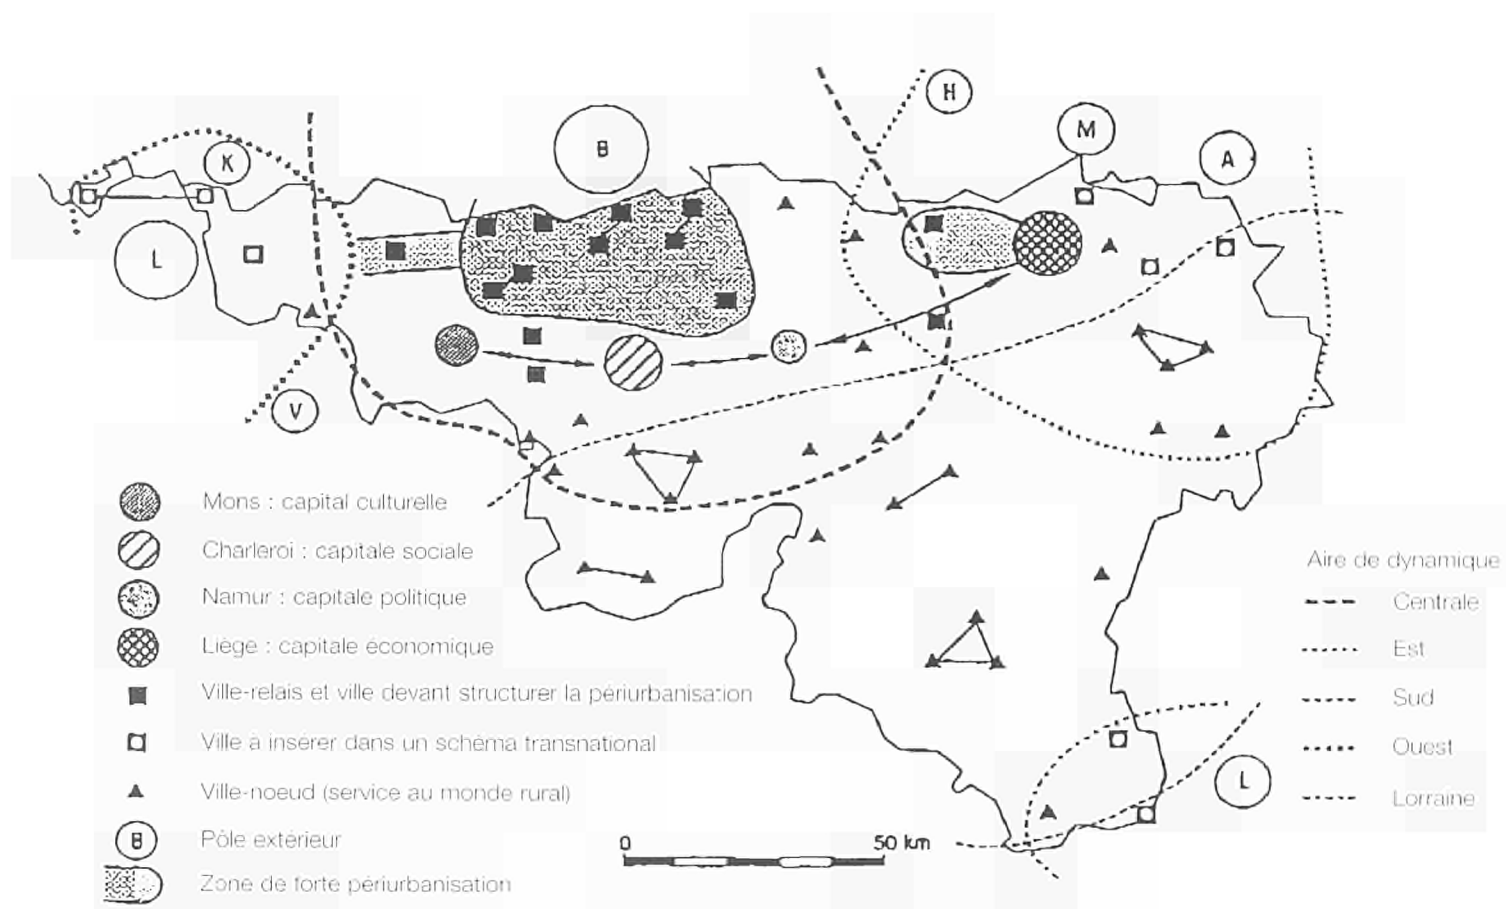 H
B
M
K
A
L
V
Mons : capital culturelle
Charleroi : capitale sociale
Namur : capitale politique
Liège : capitale économique
Ville-relais et ville devant structurer la périurbanisation
Ville à insérer dans un schéma transnational
Ville-noeud (service au monde rural)
B Pôle extérieur
Zone de forte périurbanisation
0 50 km
L
Aire de dynamique
Centrale
Est
Sud
Ouest
Lorraine